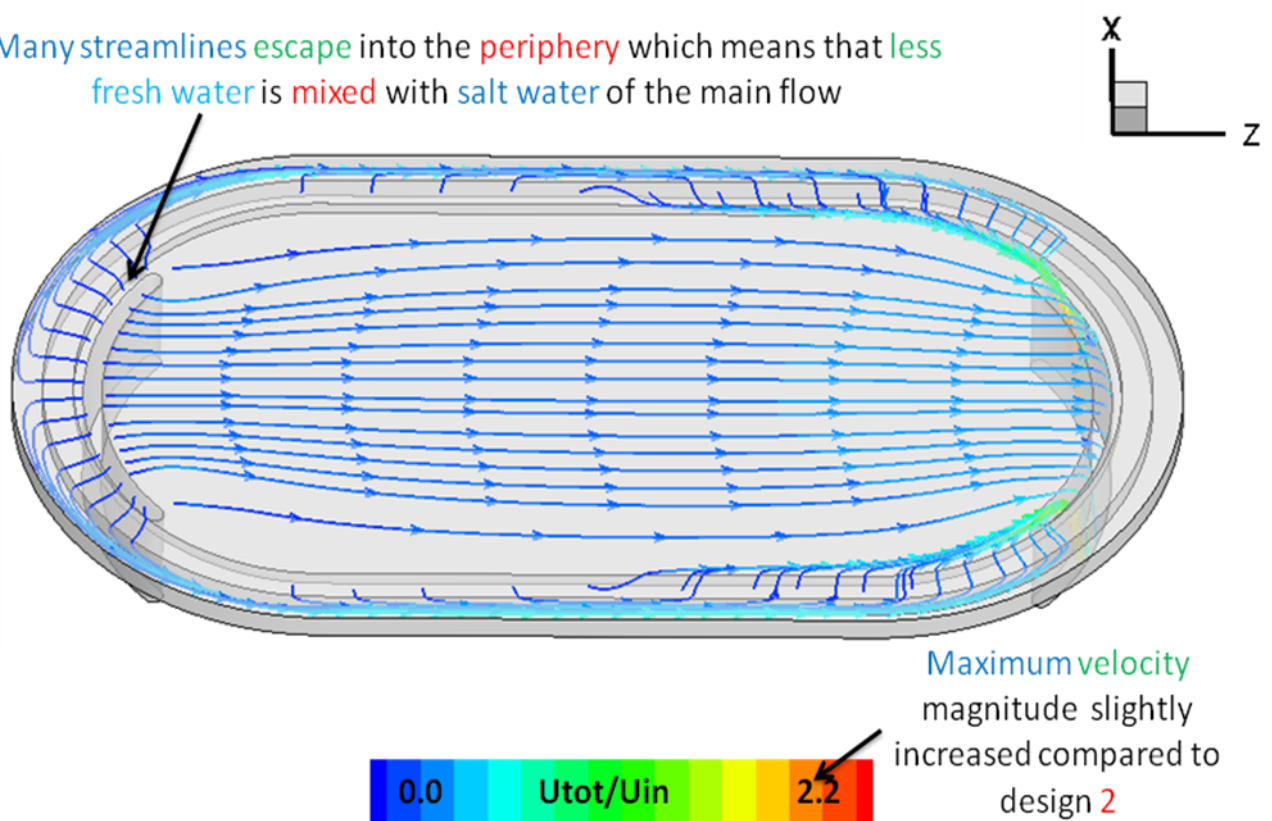 Many streamlines escape into the periphery which means that less
fresh water is mixed with salt water of the main flow
X
Z
Maximum velocity
magnitude slightly
increased compared to
design 2
0.0 Utot/Uin 2.2